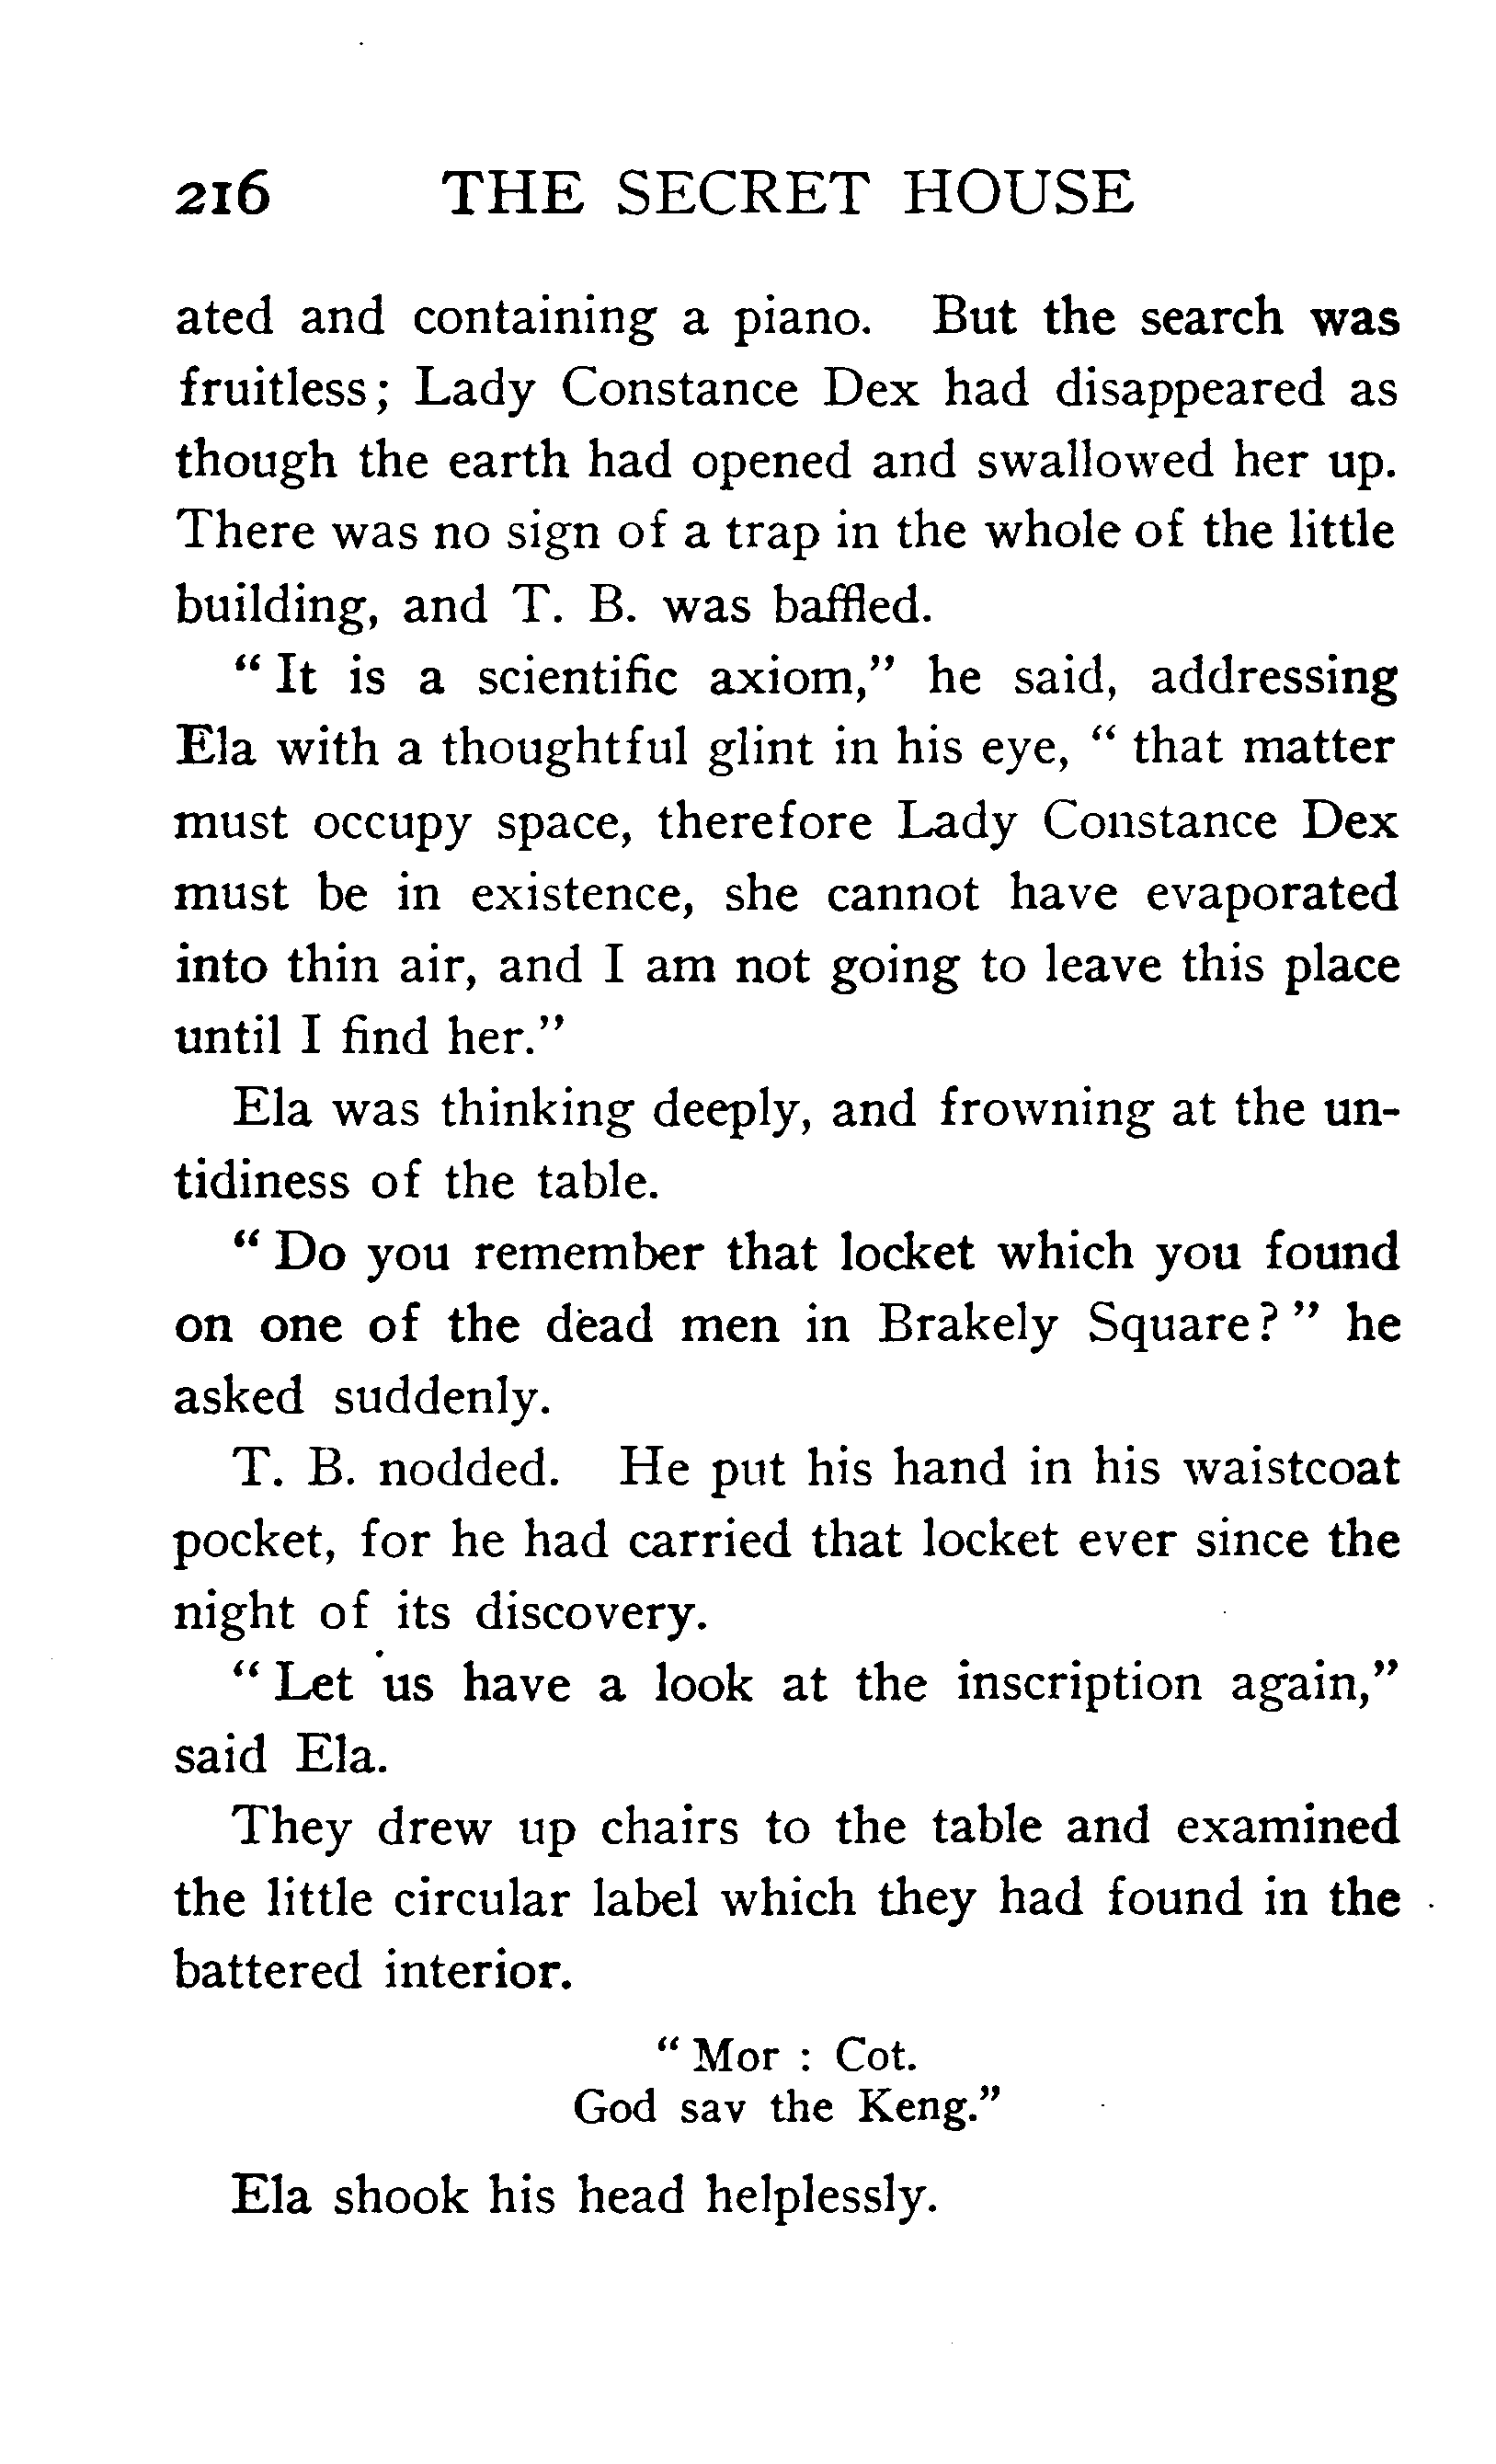 216 THE SECRET HOUSE
ated and containing a piano. But the search was
fruitless; Lady Constance Dex had disappeared as
though the earth had opened and swallowed her up.
There was no sign of a trap in the whole of the little
building, and T. B. was baffled.
" It is a scientific axiom," he said, addressing
Ela with a thoughtful glint in his eye, " that matter
must occupy space, therefore Lady Constance Dex
must be in existence, she cannot have evaporated
into thin air, and I am not going to leave this place
until I find her."
Ela was thinking deeply, and frowning at the un-
tidiness of the table.
" Do you remember that locket which you found
on one of the dead men in Brakely Square? " he
asked suddenly.
T. B. nodded. He put his hand in his waistcoat
pocket, for he had carried that locket ever since the
night of its discovery.
" Let us have a look at the inscription again,"
said Ela.
They drew up chairs to the table and examined
the little circular label which they had found in the
battered interior.
" Mor : Cot.
God sav the Keng."
Ela shook his head helplessly.